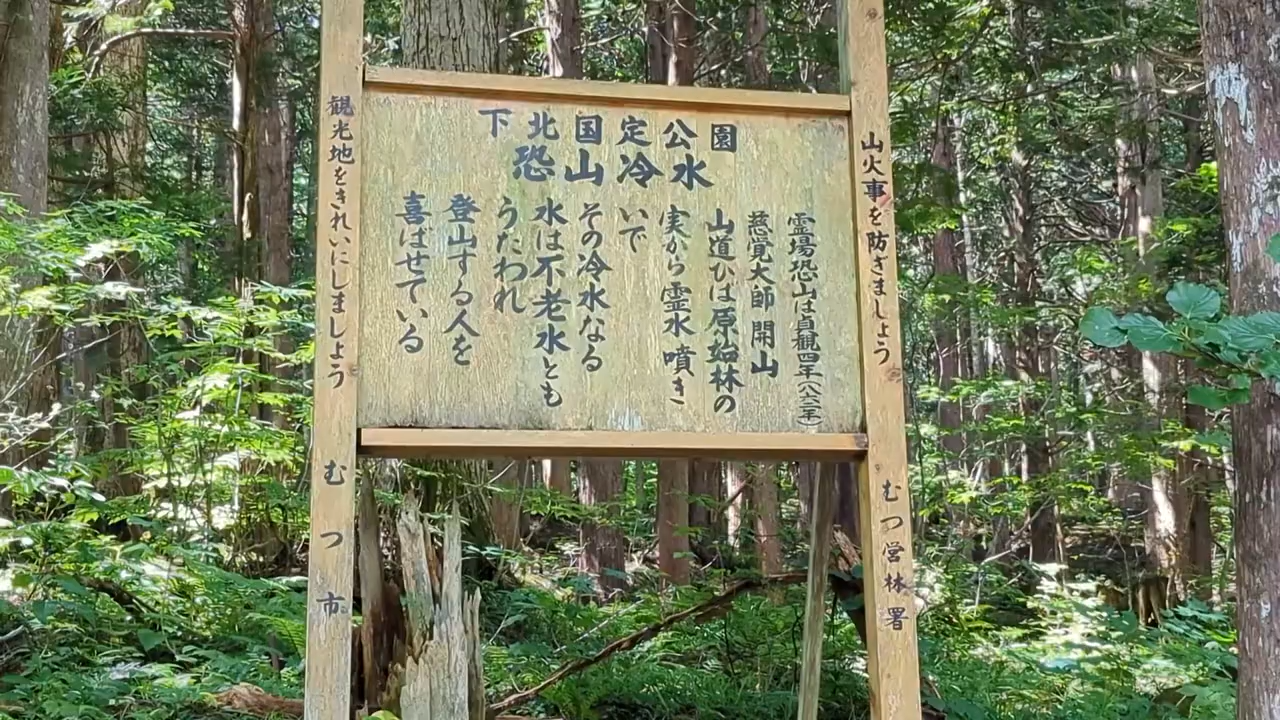 下北国定公園
恐山冷水
霊場恐山は貞観四年(八六二年)
慈覚大師開山
山道ひは原始林の
実から霊水噴き
いで
その冷水なる
水は不老水とも
うたわれ
登山する人を
喜ばせている
山火事を防ぎましょう むつ営林署
観光地をきれいにしましょう むつ市